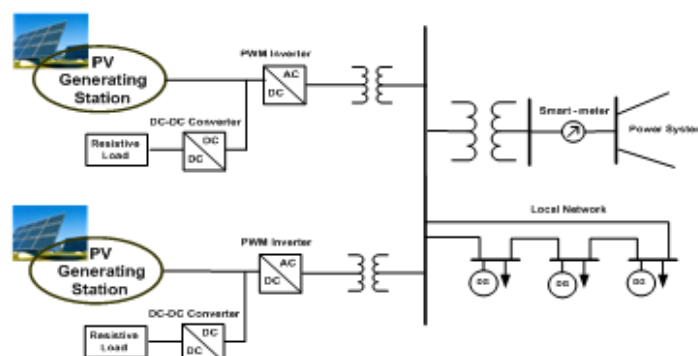 PV
Generating
Station
PWM Inverter
AC
DC
DC-DC Converter
Resistive
Load
DC
DC
Smart-meter
Power System
Local Network
DG
DG
DG
PV
Generating
Station
PWM Inverter
AC
DC
DC-DC Converter
Resistive
Load
DC
DC